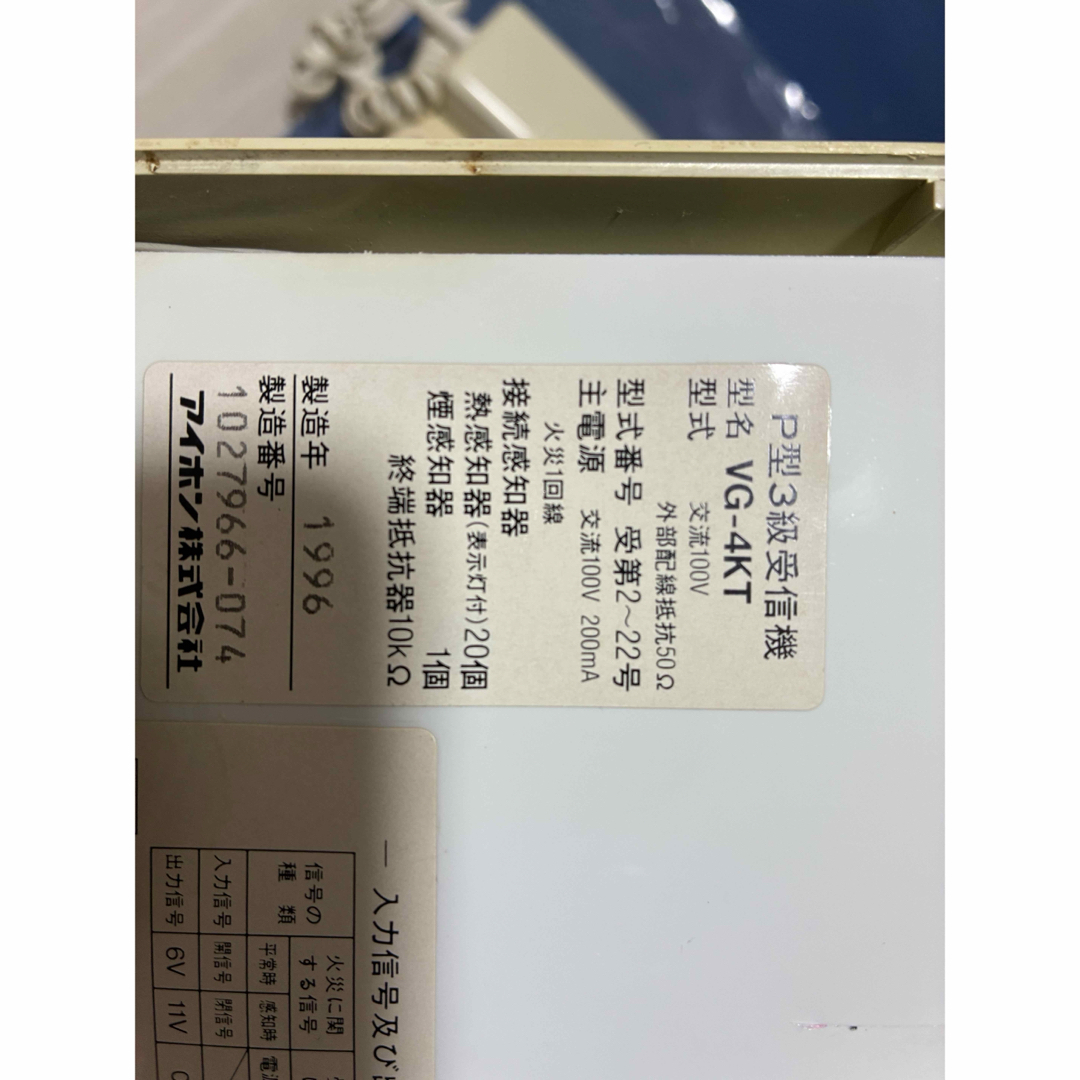 P型3級受信機
型名 VG-4KT
型式 交流100V
外部配線抵抗50Ω
型式番号 受第2〜22号
主電源 交流100V 200mA
火災1回線
接続感知器
熱感知器(表示灯付)20個
煙感知器 1個
終端抵抗器10kΩ
製造年 1996
製造番号
1027966-074
アイホン株式会社
一 入力信号及び
信号の種類
火災に関する信号
平常時 感知時
入力信号 開信号 閉信号
出力信号 6V 11V